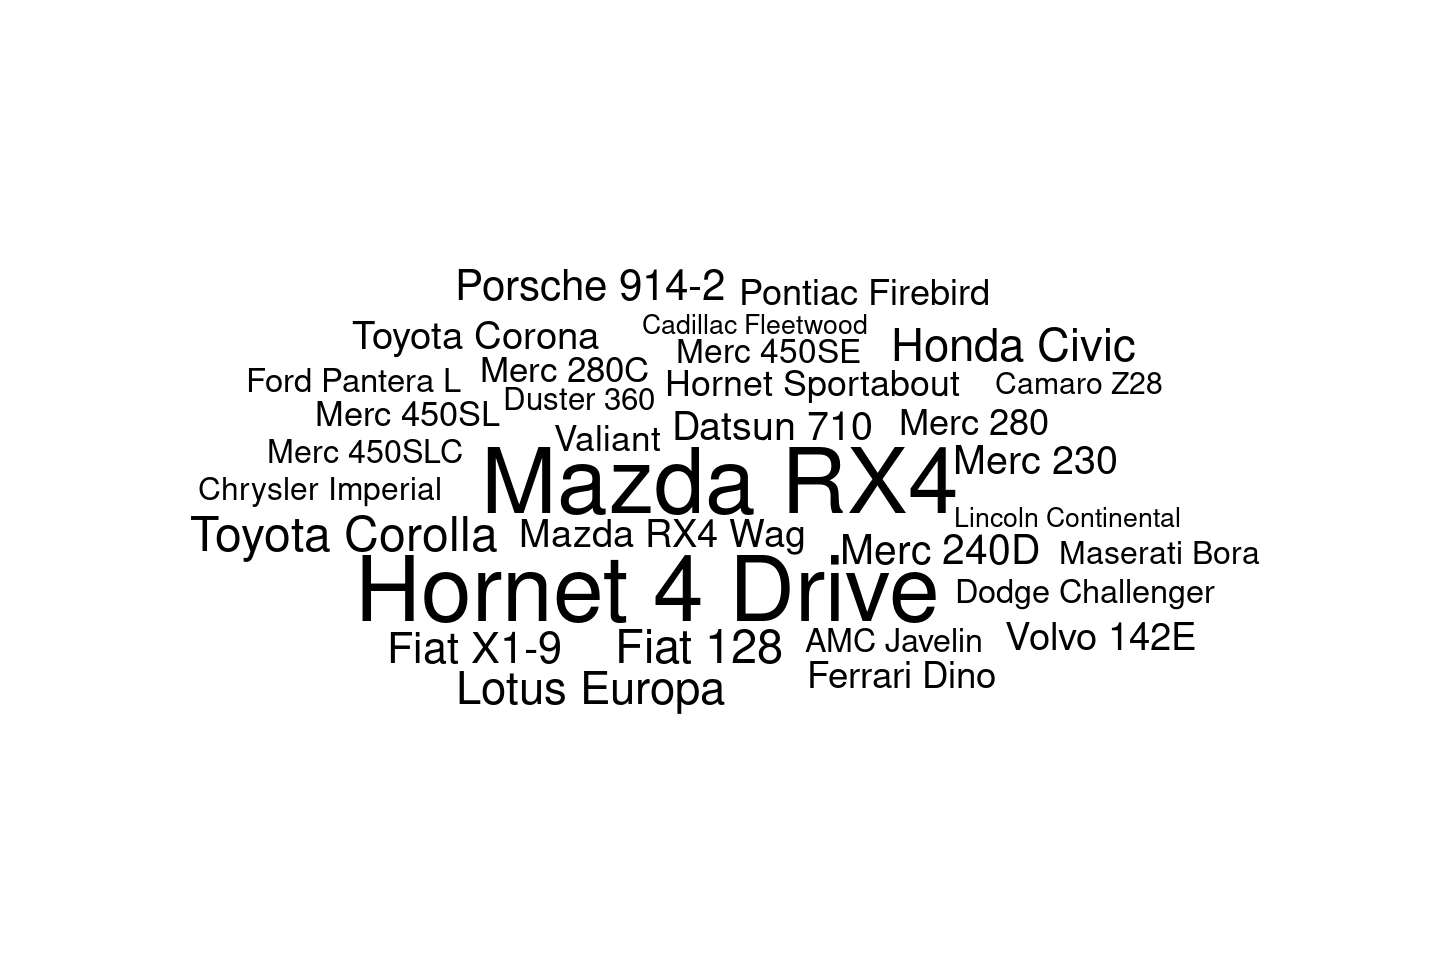 Porsche 914-2
Pontiac Firebird
Cadillac Fleetwood
Toyota Corona
Honda Civic
Merc 450SE
Merc 280C
Ford Pantera L
Hornet Sportabout
Camaro Z28
Duster 360
Merc 450SL
Merc 280
Datsun 710
Valiant
Merc 450SLC
Merc 230
Mazda RX4
Chrysler Imperial
Lincoln Continental
Toyota Corolla
Mazda RX4 Wag
Merc 240D
Maserati Bora
Hornet 4 Drive
Dodge Challenger
Volvo 142E
AMC Javelin
Fiat X1-9
Fiat 128
Ferrari Dino
Lotus Europa